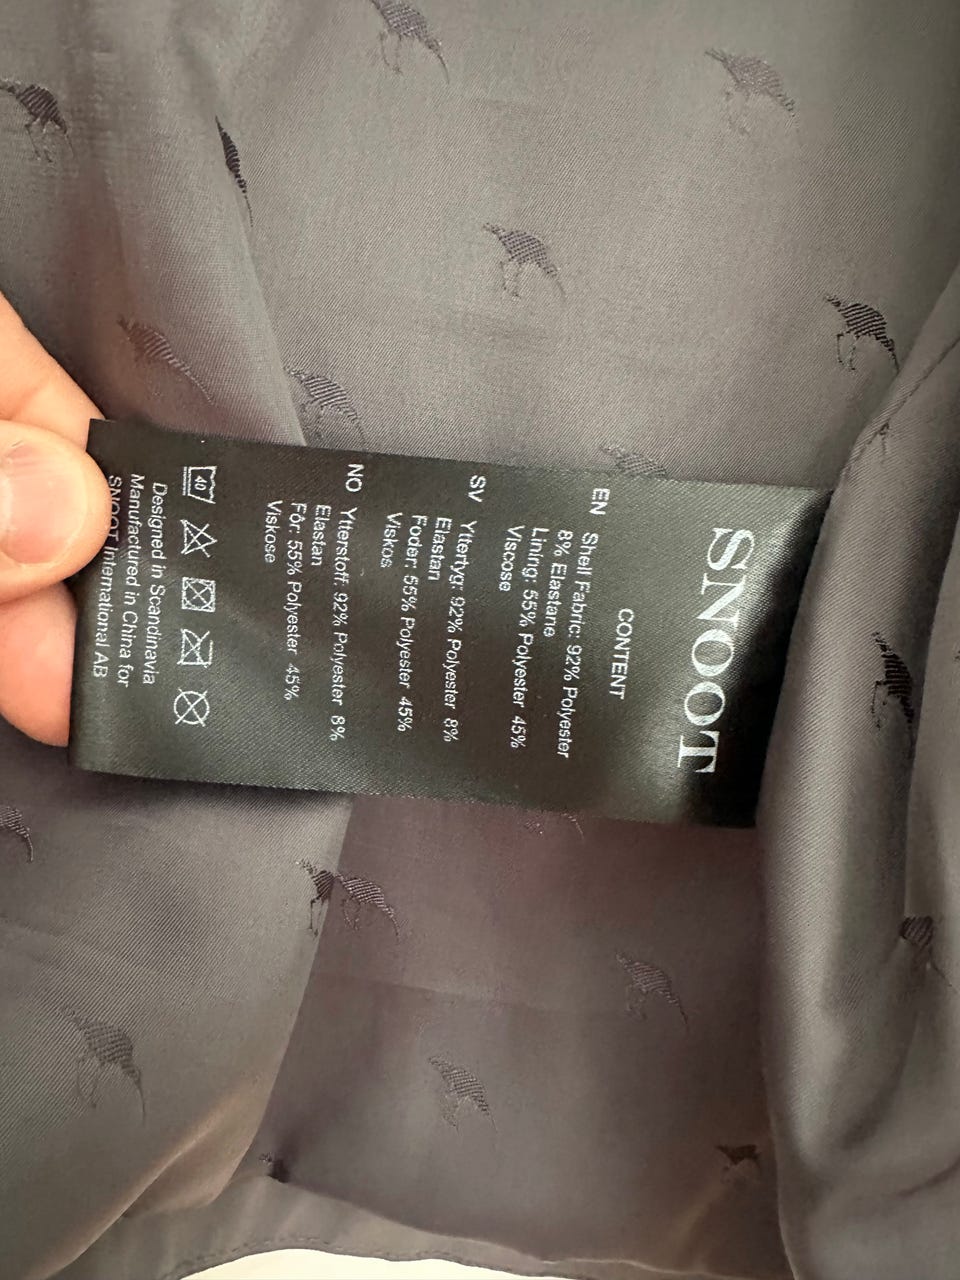 SNOOT
CONTENT
EN Shell Fabric: 92% Polyester
8% Elastane
Lining: 55% Polyester 45%
Viscose
SV Yttertyg: 92% Polyester 8%
Elastan
Foder: 55% Polyester 45%
Viskos
NO Ytterstoff: 92% Polyester 8%
Elastan
Fôr: 55% Polyester 45%
Viskose
40
Designed in Scandinavia
Manufactured in China for
SNOOT International AB